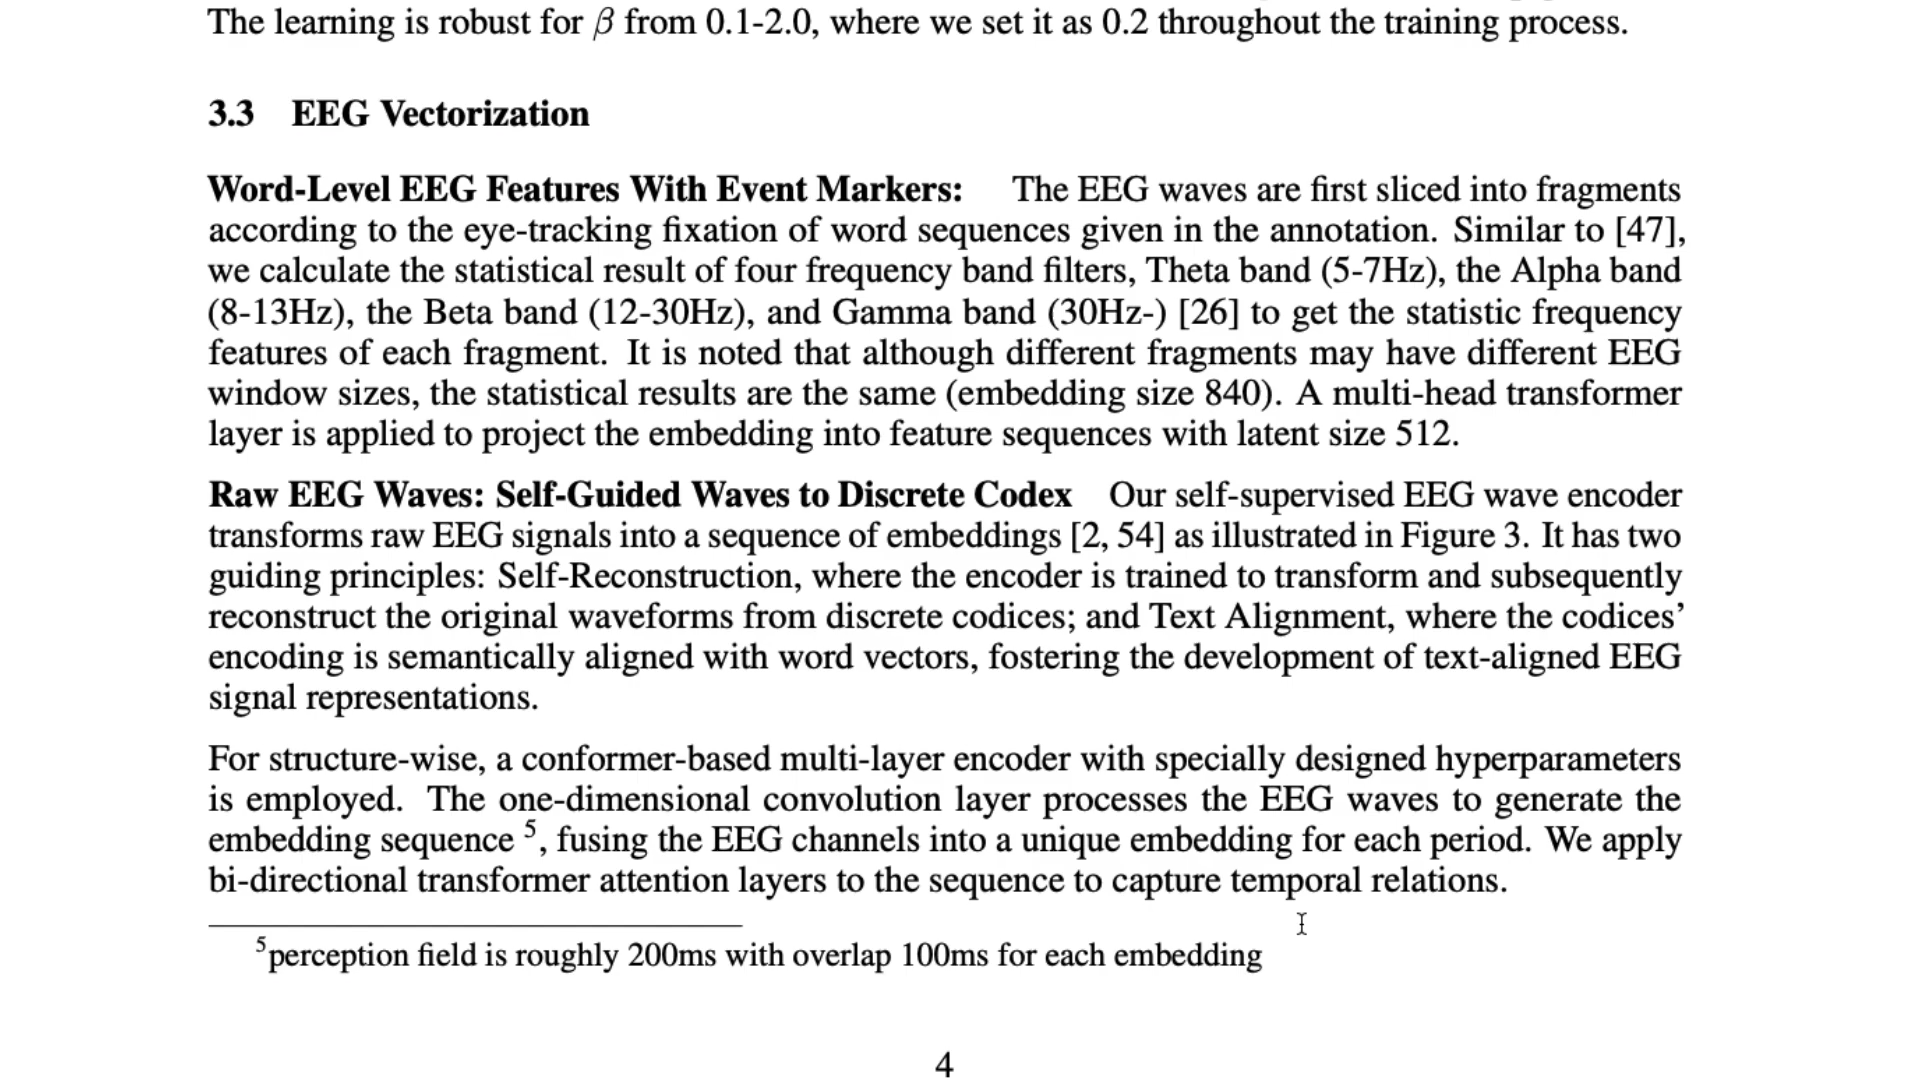 The learning is robust for β from 0.1-2.0, where we set it as 0.2 throughout the training process.
3.3 EEG Vectorization
Word-Level EEG Features With Event Markers: The EEG waves are first sliced into fragments
according to the eye-tracking fixation of word sequences given in the annotation. Similar to [47],
we calculate the statistical result of four frequency band filters, Theta band (5-7Hz), the Alpha band
(8-13Hz), the Beta band (12-30Hz), and Gamma band (30Hz-) [26] to get the statistic frequency
features of each fragment. It is noted that although different fragments may have different EEG
window sizes, the statistical results are the same (embedding size 840). A multi-head transformer
layer is applied to project the embedding into feature sequences with latent size 512.
Raw EEG Waves: Self-Guided Waves to Discrete Codex Our self-supervised EEG wave encoder
transforms raw EEG signals into a sequence of embeddings [2, 54] as illustrated in Figure 3. It has two
guiding principles: Self-Reconstruction, where the encoder is trained to transform and subsequently
reconstruct the original waveforms from discrete codices; and Text Alignment, where the codices’
encoding is semantically aligned with word vectors, fostering the development of text-aligned EEG
signal representations.
For structure-wise, a conformer-based multi-layer encoder with specially designed hyperparameters
is employed. The one-dimensional convolution layer processes the EEG waves to generate the
embedding sequence 5, fusing the EEG channels into a unique embedding for each period. We apply
bi-directional transformer attention layers to the sequence to capture temporal relations.
5perception field is roughly 200ms with overlap 100ms for each embedding
4